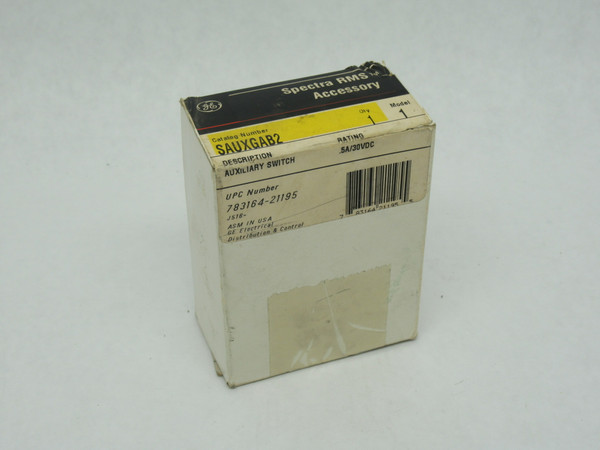 GE
Spectra RMS
Accessory
Catalog Number
SAUXGAB2
Qty
1
Model
1
DESCRIPTION
AUXILIARY SWITCH
RATING
.5A/30VDC
UPC Number
783164-21195
JS16-
ASM IN USA
GE Electrical
Distribution & Control